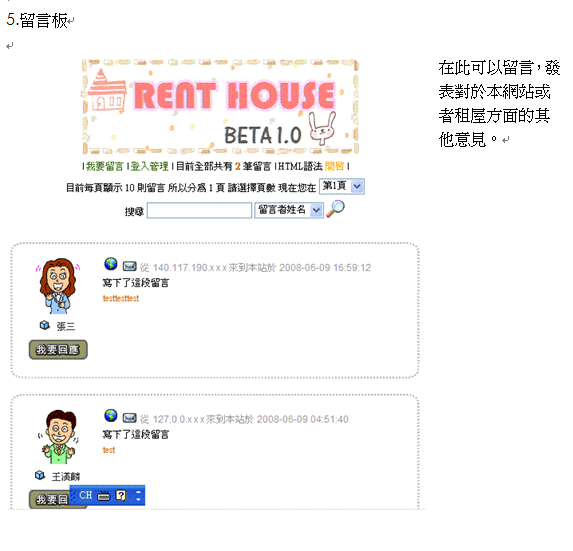 5.留言板
RENT HOUSE
BETA 1.0
|我要留言|登入管理|目前全部共有 2 筆留言|HTML語法 開啓|
目前每頁顯示 10 則留言 所以分爲 1 頁 請選擇頁數 現在您在 第1頁
搜尋 留言者姓名
從 140.117.190.x x x 來到本站於 2008-06-09 16:59:12
寫下了這段留言
testtesttest
張三
我要回應
從 127.0.0.x x x 來到本站於 2008-06-09 04:51:40
寫下了這段留言
test
王漢麟
我要回
CH
在此可以留言，發
表對於本網站或
者租屋方面的其
他意見。